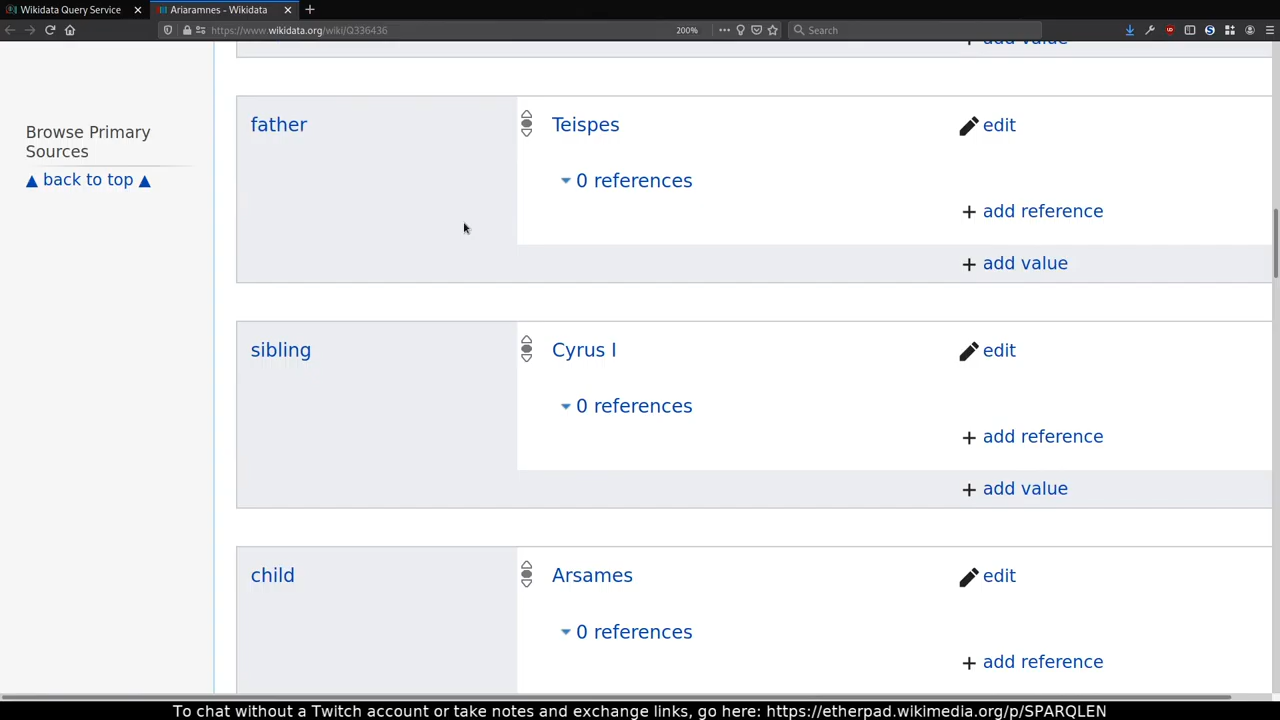 Wikidata Query Service
Ariaramnes - Wikidata
https://www.wikidata.org/wiki/Q336436
200%
Search
add value
Browse Primary
Sources
▲ back to top ▲
father
Teispes
edit
0 references
+ add reference
+ add value
sibling
Cyrus I
edit
0 references
+ add reference
+ add value
child
Arsames
edit
0 references
+ add reference
To chat without a Twitch account or take notes and exchange links, go here: https://etherpad.wikimedia.org/p/SPARQLEN